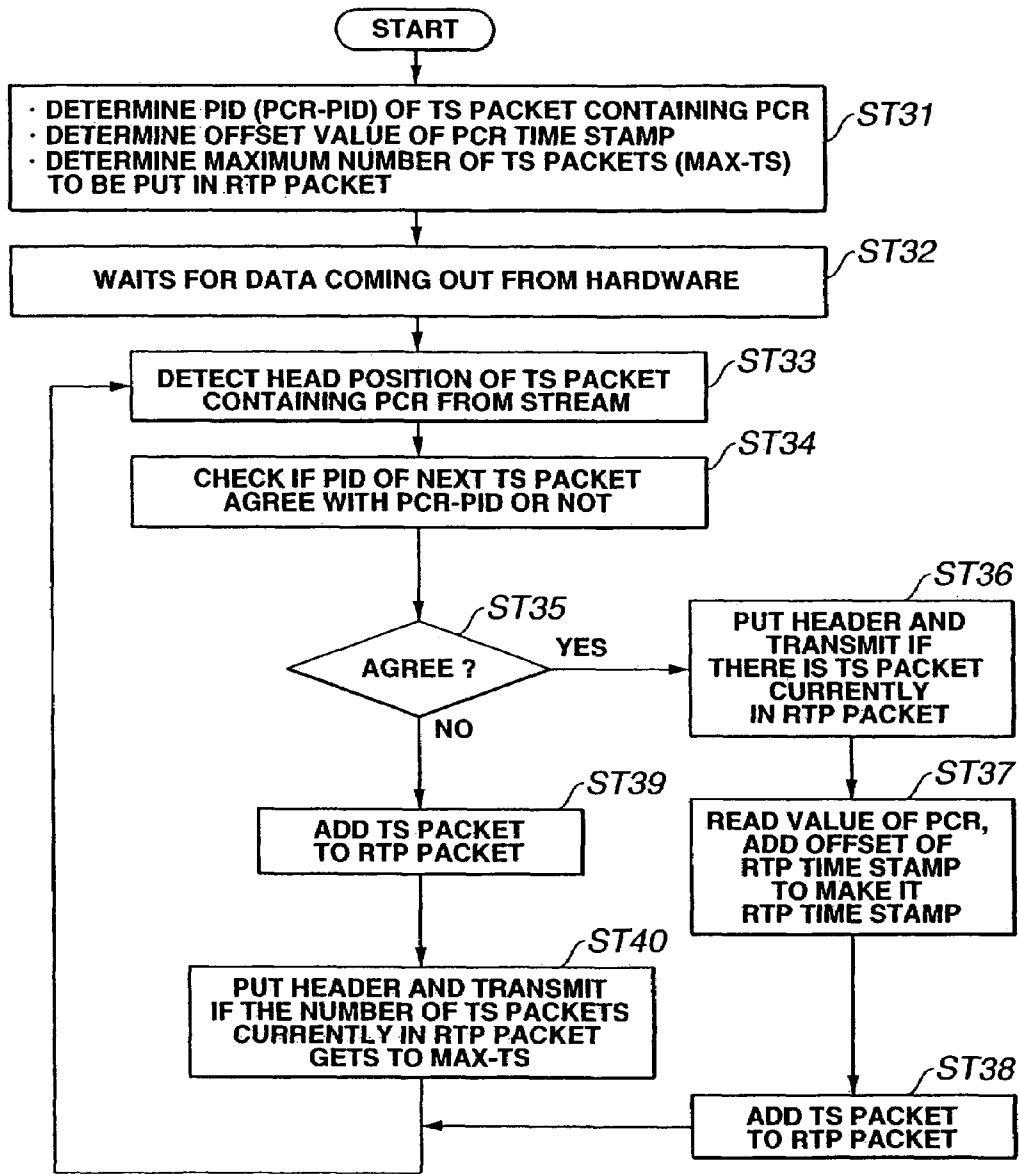 START
· DETERMINE PID (PCR-PID) OF TS PACKET CONTAINING PCR
· DETERMINE OFFSET VALUE OF PCR TIME STAMP
· DETERMINE MAXIMUM NUMBER OF TS PACKETS (MAX-TS)
TO BE PUT IN RTP PACKET
ST31
WAITS FOR DATA COMING OUT FROM HARDWARE
ST32
DETECT HEAD POSITION OF TS PACKET
CONTAINING PCR FROM STREAM
ST33
CHECK IF PID OF NEXT TS PACKET
AGREE WITH PCR-PID OR NOT
ST34
AGREE ?
ST35
YES
NO
PUT HEADER AND
TRANSMIT IF
THERE IS TS PACKET
CURRENTLY
IN RTP PACKET
ST36
READ VALUE OF PCR,
ADD OFFSET OF
RTP TIME STAMP
TO MAKE IT
RTP TIME STAMP
ST37
ADD TS PACKET
TO RTP PACKET
ST39
PUT HEADER AND TRANSMIT
IF THE NUMBER OF TS PACKETS
CURRENTLY IN RTP PACKET
GETS TO MAX-TS
ST40
ADD TS PACKET
TO RTP PACKET
ST38